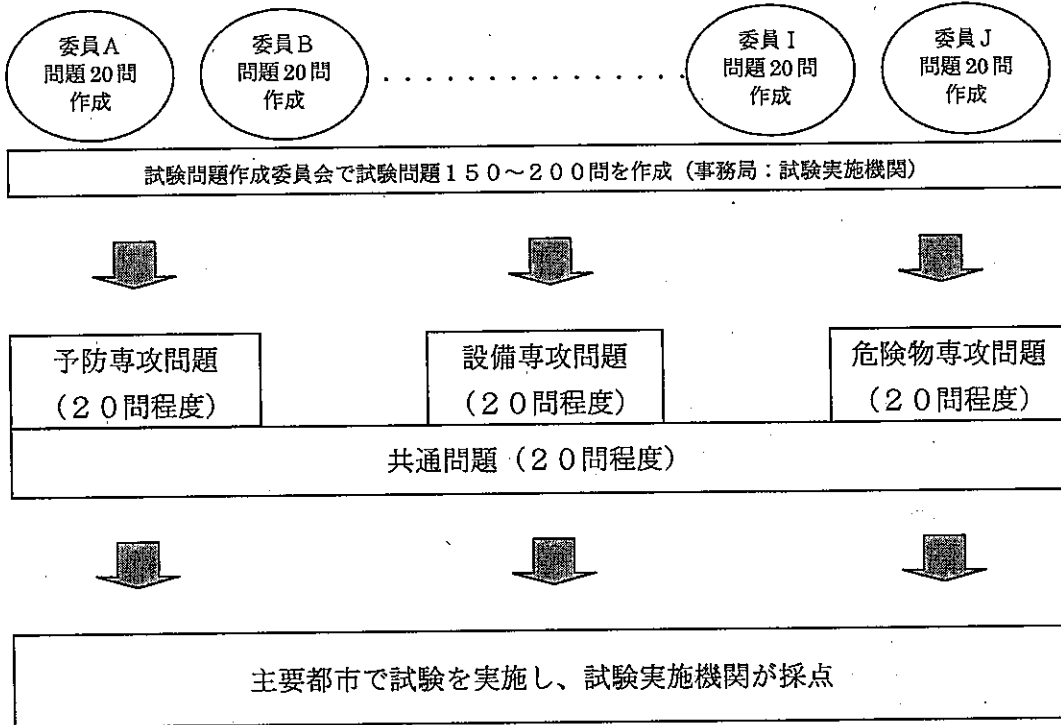 委員A
問題20問
作成
委員B
問題20問
作成
. . . . . . . . . . . . . . . .
委員I
問題20問
作成
委員J
問題20問
作成
試験問題作成委員会で試験問題150～200問を作成（事務局：試験実施機関）
予防専攻問題
（20問程度）
設備専攻問題
（20問程度）
危険物専攻問題
（20問程度）
共通問題（20問程度）
主要都市で試験を実施し、試験実施機関が採点